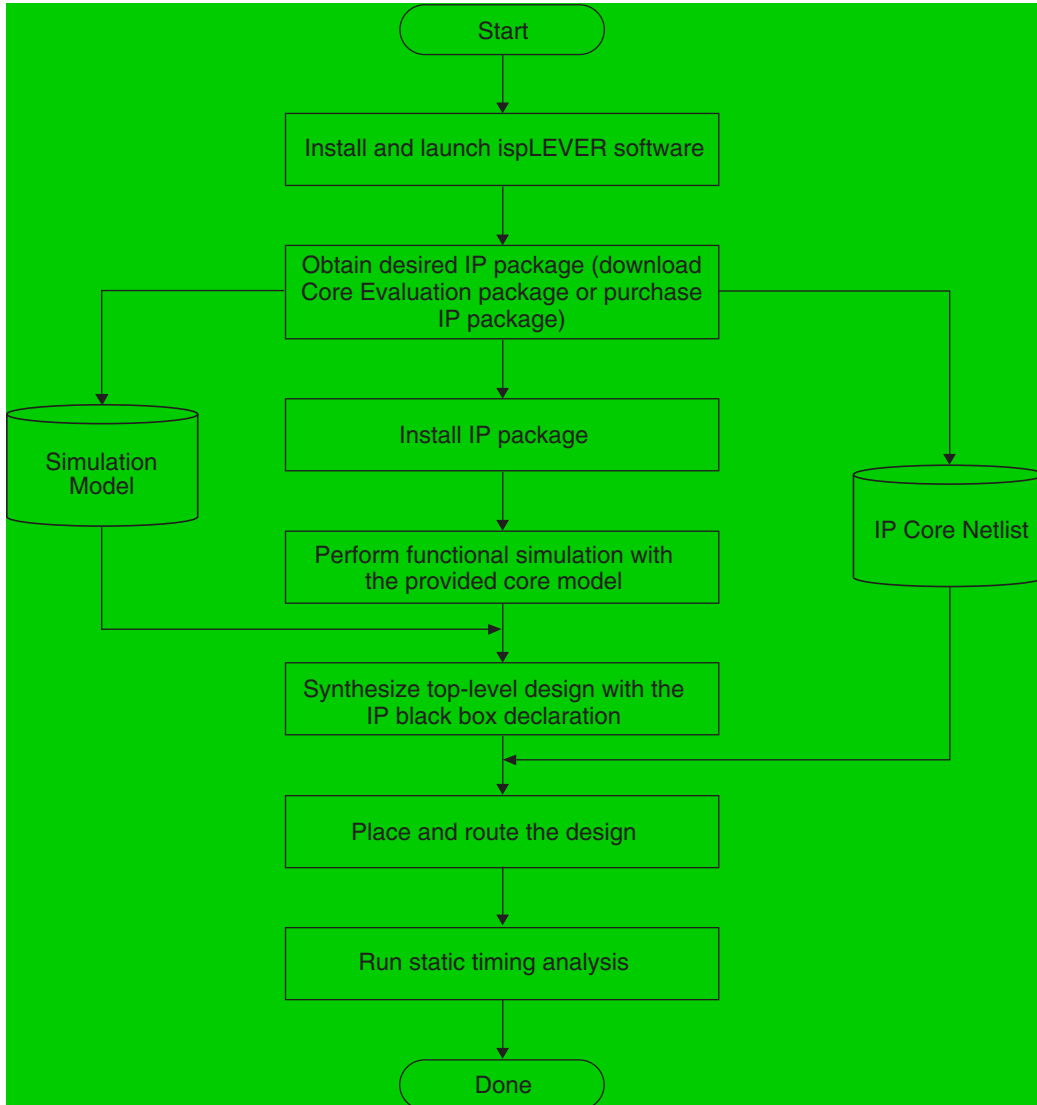 Start
Install and launch ispLEVER software
Obtain desired IP package (download
Core Evaluation package or purchase
IP package)
Install IP package
Simulation
Model
IP Core Netlist
Perform functional simulation with
the provided core model
Synthesize top-level design with the
IP black box declaration
Place and route the design
Run static timing analysis
Done